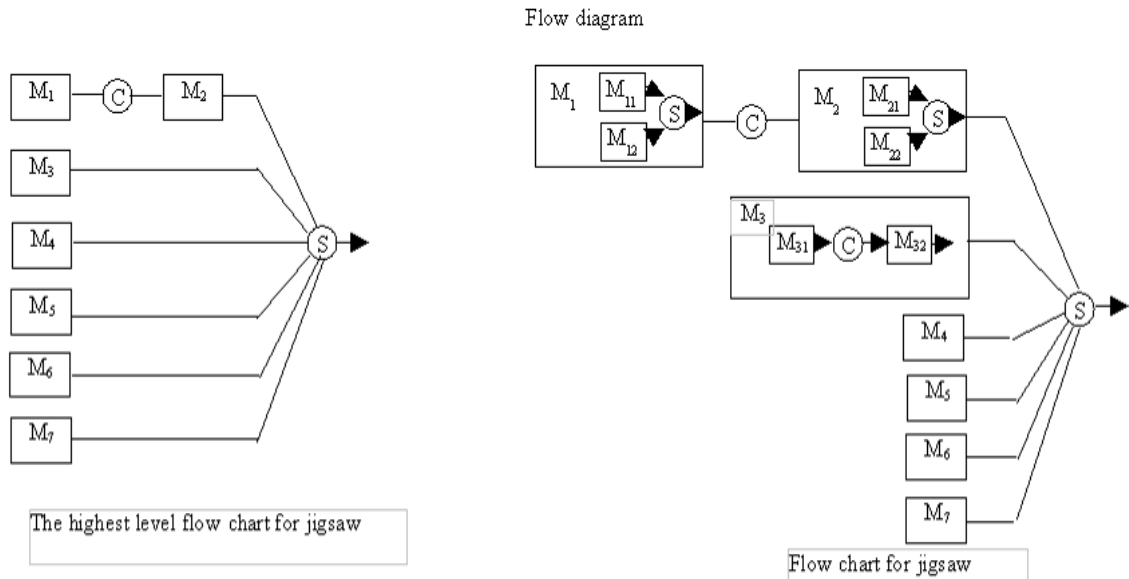 Flow diagram
M₁ C M₂
M₃
M₄
S
M₅
M₆
M₇
The highest level flow chart for jigsaw
M₁ M₁₁ S M₁₂
C
M₂ M₂₁ S M₂₂
M₃
M₃₁ C M₃₂
S
M₄
M₅
M₆
M₇
Flow chart for jigsaw